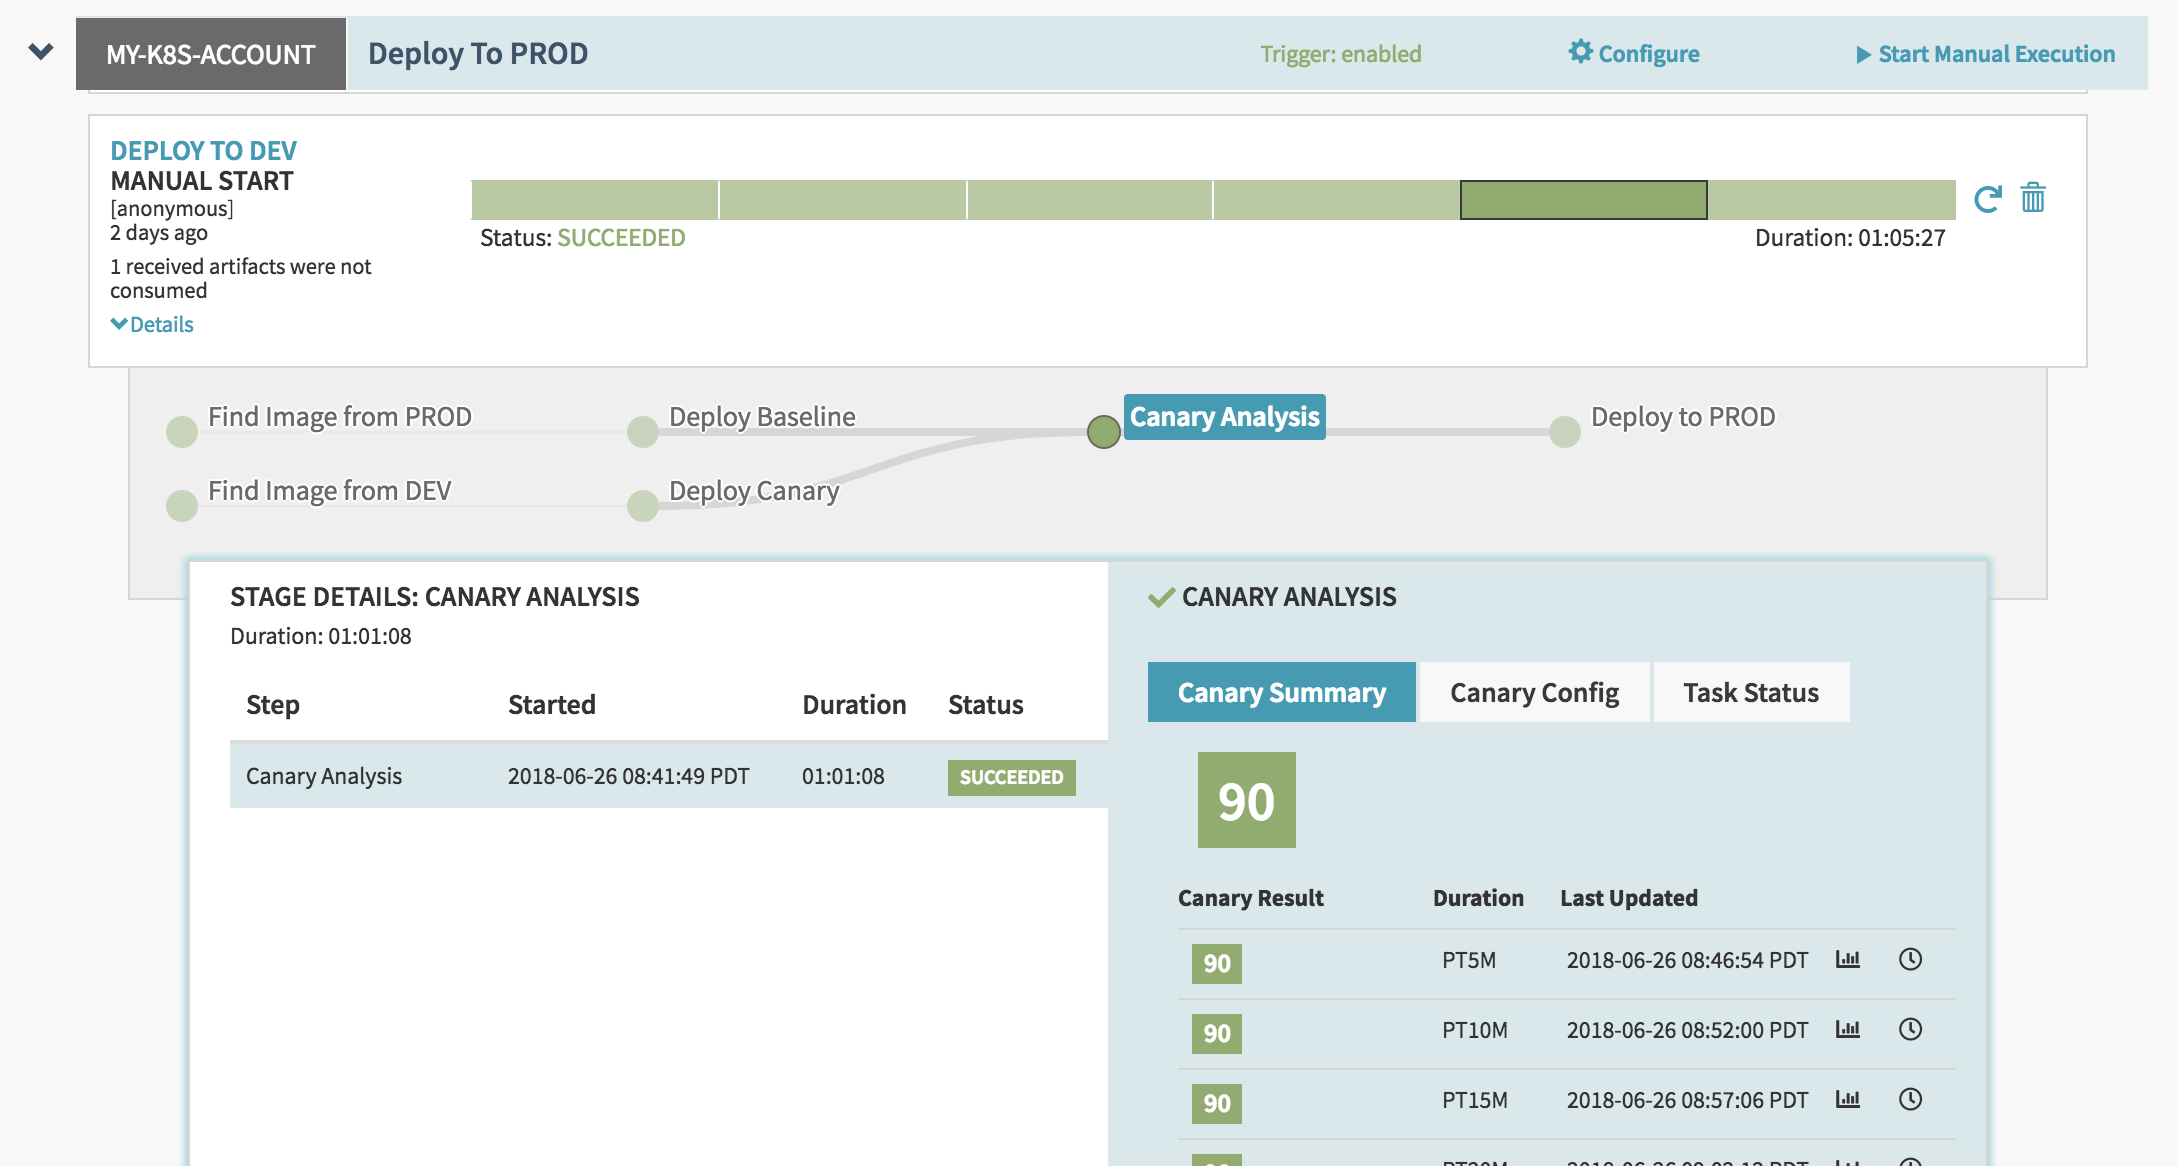 MY-K8S-ACCOUNT Deploy To PROD Trigger: enabled Configure Start Manual Execution
DEPLOY TO DEV
MANUAL START
[anonymous]
2 days ago
1 received artifacts were not
consumed
Details
Status: SUCCEEDED Duration: 01:05:27
Find Image from PROD Deploy Baseline Canary Analysis Deploy to PROD
Find Image from DEV Deploy Canary
STAGE DETAILS: CANARY ANALYSIS
Duration: 01:01:08
Step Started Duration Status
Canary Analysis 2018-06-26 08:41:49 PDT 01:01:08 SUCCEEDED
CANARY ANALYSIS
Canary Summary Canary Config Task Status
90
Canary Result Duration Last Updated
90 PT5M 2018-06-26 08:46:54 PDT
90 PT10M 2018-06-26 08:52:00 PDT
90 PT15M 2018-06-26 08:57:06 PDT